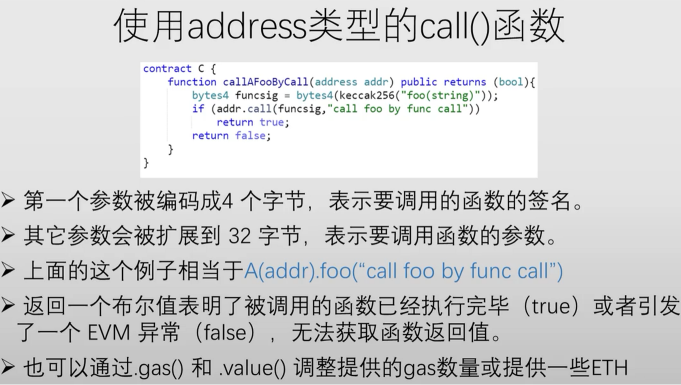 使用address类型的call()函数
contract C {
    function callAFooByCall(address addr) public returns (bool){
        bytes4 funcsig = bytes4(keccak256("foo(string)"));
        if (addr.call(funcsig,"call foo by func call"))
            return true;
        return false;
    }
}
➢ 第一个参数被编码成4 个字节，表示要调用的函数的签名。
➢ 其它参数会被扩展到 32 字节，表示要调用函数的参数。
➢ 上面的这个例子相当于A(addr).foo(“call foo by func call”)
➢ 返回一个布尔值表明了被调用的函数已经执行完毕（true）或者引发
了一个 EVM 异常（false），无法获取函数返回值。
➢ 也可以通过.gas() 和 .value() 调整提供的gas数量或提供一些ETH